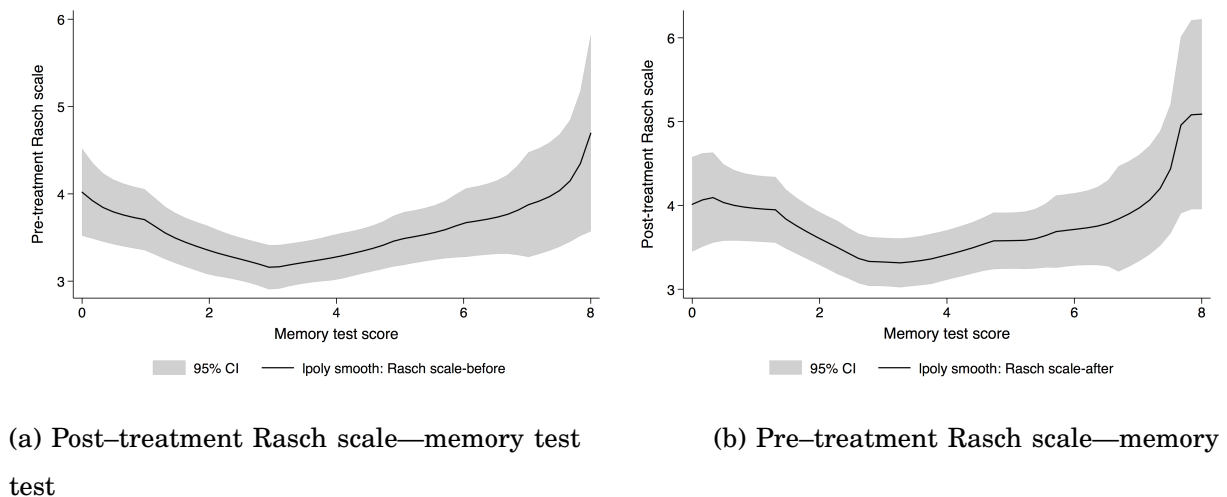 6
5
4
3
Pre-treatment Rasch scale
0 2 4 6 8
Memory test score
95% CI lpoly smooth: Rasch scale-before
6
5
4
3
Post-treatment Rasch scale
0 2 4 6 8
Memory test score
95% CI lpoly smooth: Rasch scale-after
(a) Post–treatment Rasch scale—memory test (b) Pre–treatment Rasch scale—memory
test